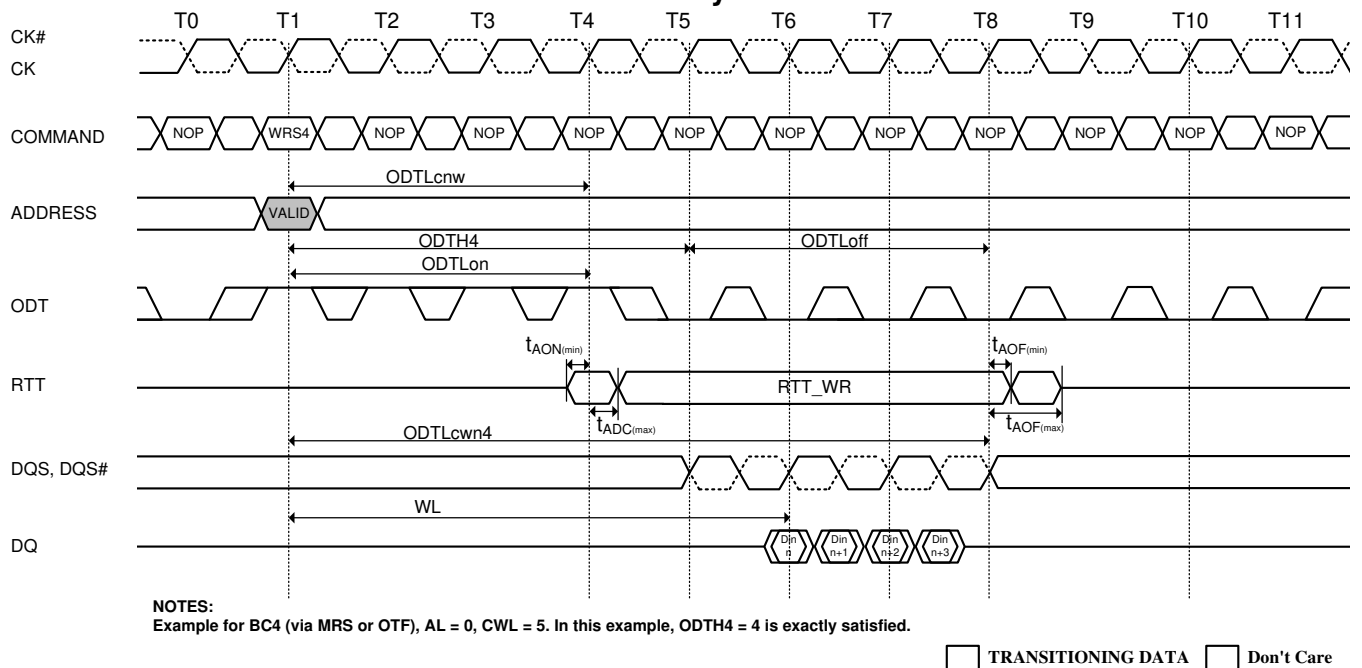 T0 T1 T2 T3 T4 T5 T6 T7 T8 T9 T10 T11
CK#
CK
COMMAND NOP WRS4 NOP NOP NOP NOP NOP NOP NOP NOP NOP NOP
ODTLcnw
ADDRESS VALID
ODTH4 ODTLoff
ODTLon
ODT
tAON(min) tAOF(min)
RTT RTT_WR
tADC(max) tAOF(max)
ODTLcwn4
DQS, DQS#
WL
DQ Din n Din n+1 Din n+2 Din n+3
NOTES:
Example for BC4 (via MRS or OTF), AL = 0, CWL = 5. In this example, ODTH4 = 4 is exactly satisfied.
TRANSITIONING DATA Don't Care